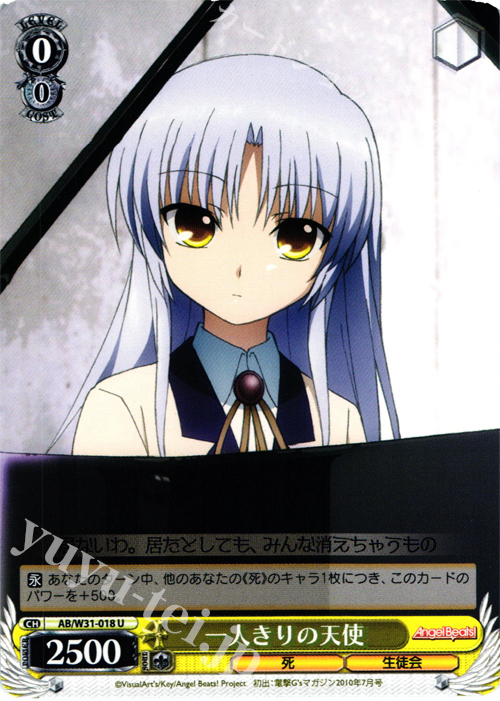 LEVEL
0
0
COST
いないわ。居たとしても、みんな消えちゃうもの
永 あなたのターン中、他のあなたの《死》のキャラ1枚につき、このカードの
パワーを+500
CH AB/W31-018 U
一人きりの天使
Angel Beats!
POWER 2500 SOUL
死 生徒会
©VisualArt's/Key/Angel Beats! Project 初出:電撃G'sマガジン2010年7月号
yuyu-tei.jp